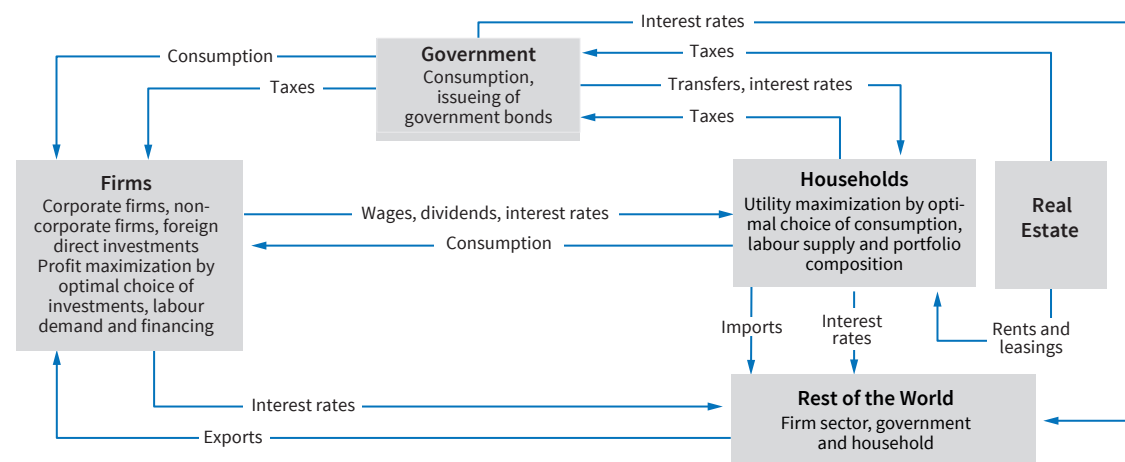 Interest rates
Consumption
Government
Consumption,
issueing of
government bonds
Taxes
Taxes
Transfers, interest rates
Taxes
Firms
Corporate firms, non-
corporate firms, foreign
direct investments
Profit maximization by
optimal choice of
investments, labour
demand and financing
Wages, dividends, interest rates
Consumption
Households
Utility maximization by opti-
mal choice of consumption,
labour supply and portfolio
composition
Real
Estate
Imports
Interest
rates
Rents and
leasings
Interest rates
Exports
Rest of the World
Firm sector, government
and household